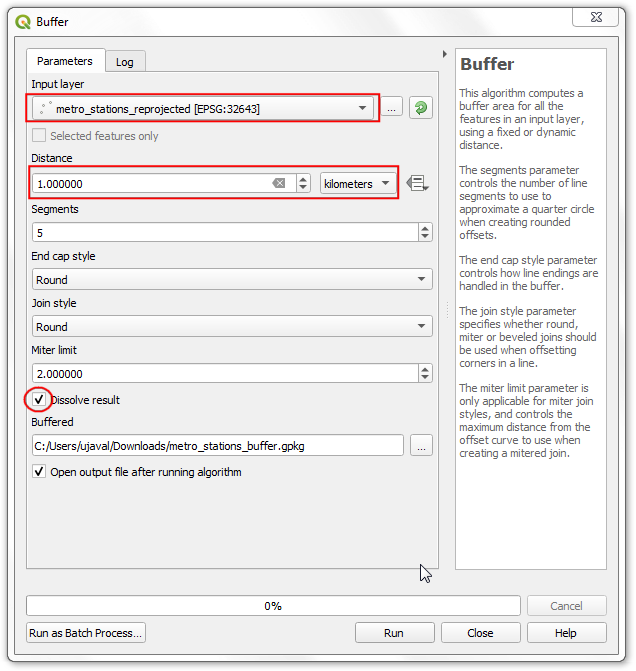 Buffer
Parameters
Log
Input layer
metro_stations_reprojected [EPSG:32643]
...
Selected features only
Distance
1.000000
kilometers
Segments
5
End cap style
Round
Join style
Round
Miter limit
2.000000
Dissolve result
Buffered
C:/Users/ujaval/Downloads/metro_stations_buffer.gpkg
...
Open output file after running algorithm
Buffer
This algorithm computes a
buffer area for all the
features in an input layer,
using a fixed or dynamic
distance.
The segments parameter
controls the number of line
segments to use to
approximate a quarter circle
when creating rounded
offsets.
The end cap style parameter
controls how line endings are
handled in the buffer.
The join style parameter
specifies whether round,
miter or beveled joins should
be used when offsetting
corners in a line.
The miter limit parameter is
only applicable for miter join
styles, and controls the
maximum distance from the
offset curve to use when
creating a mitered join.
0%
Cancel
Run as Batch Process...
Run
Close
Help